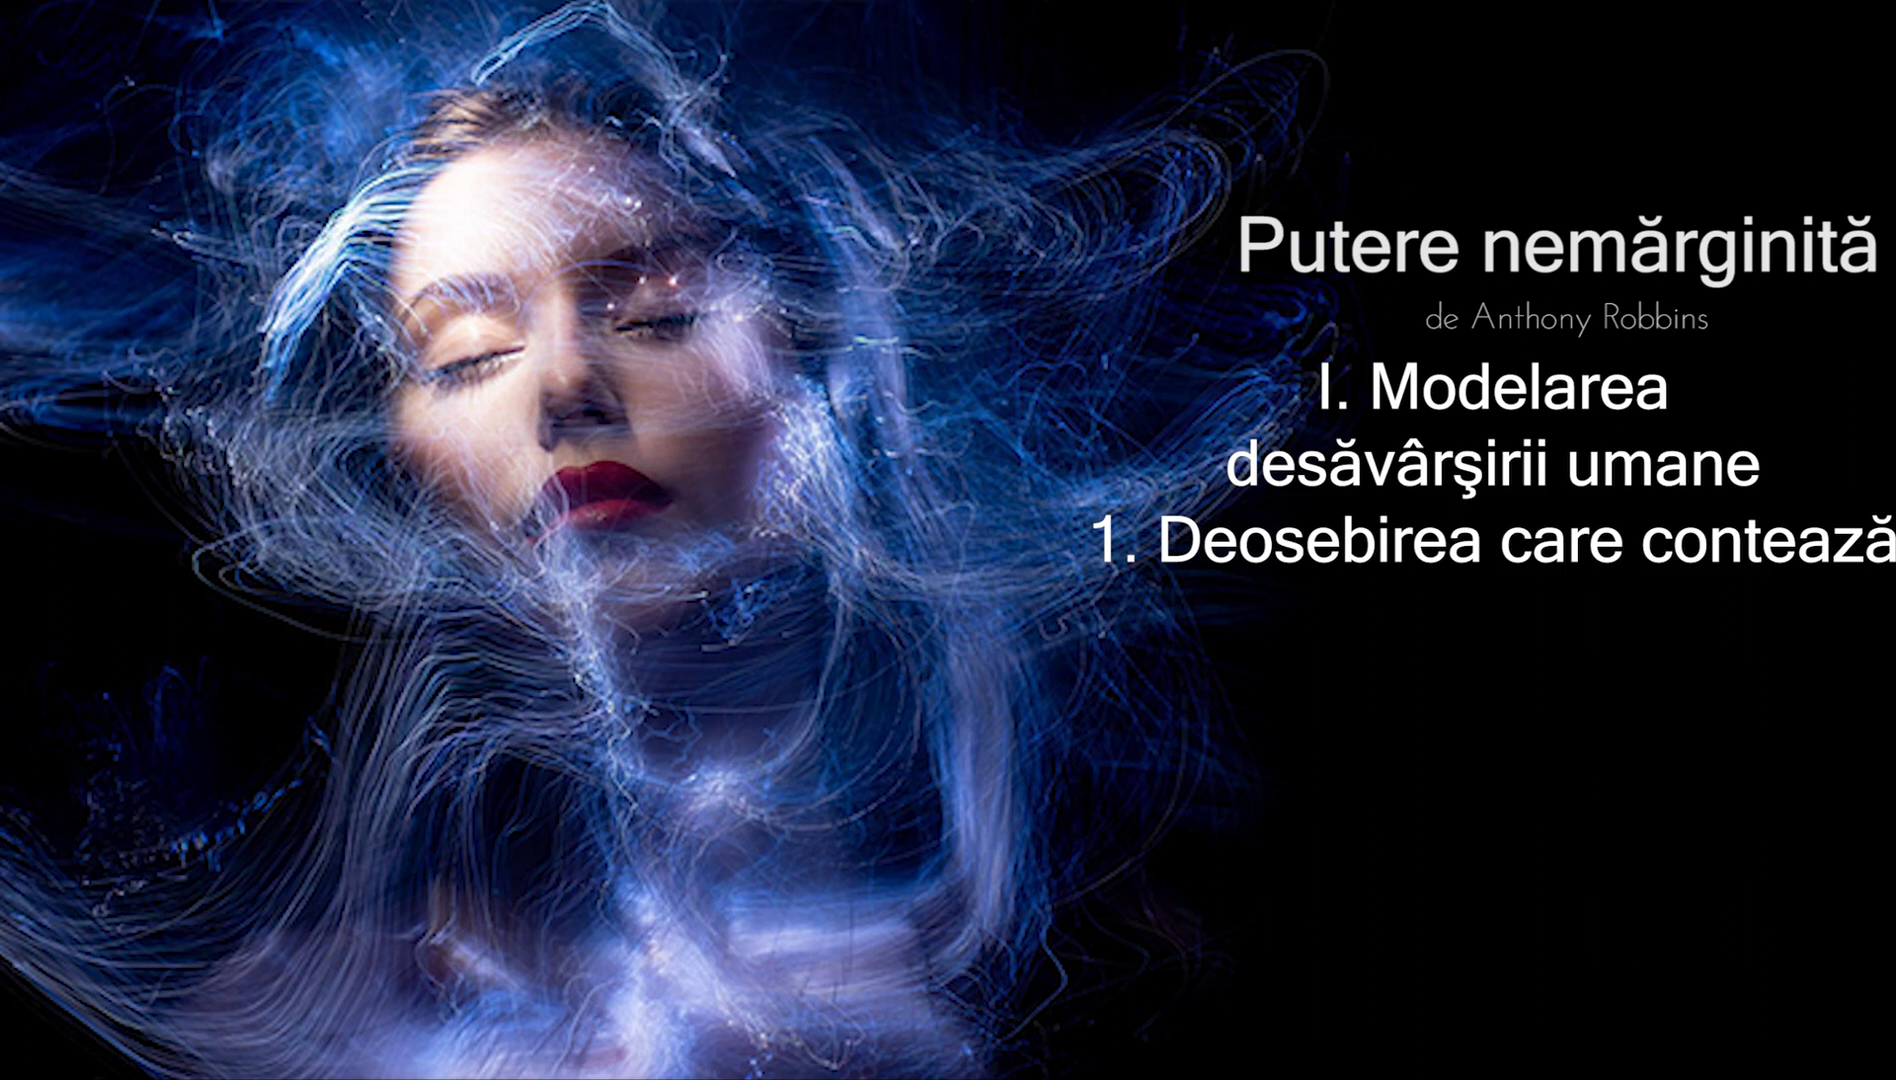 Putere nemărginită
de Anthony Robbins
I. Modelarea
desăvârşirii umane
1. Deosebirea care contează